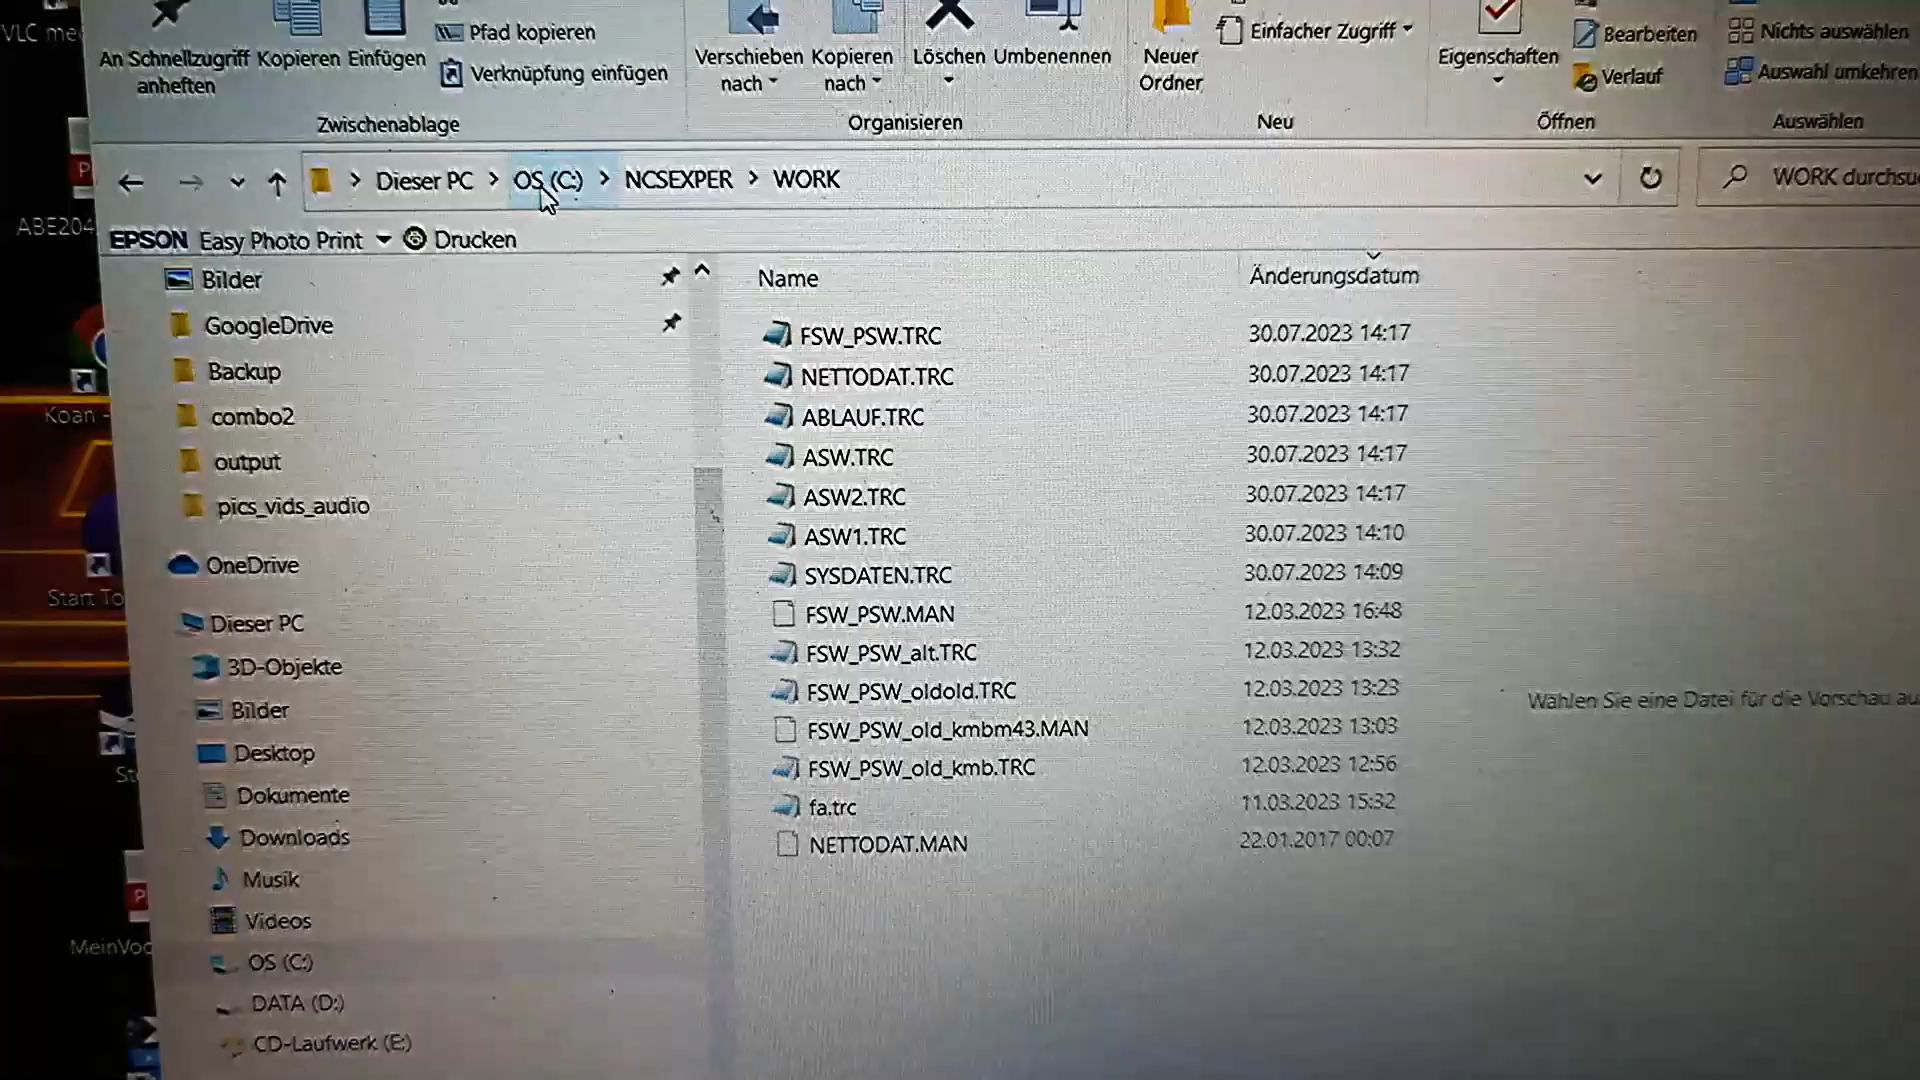 VLC me
An Schnellzugriff anheften
Kopieren
Einfügen
Pfad kopieren
Verknüpfung einfügen
Verschieben nach
Kopieren nach
Löschen
Umbenennen
Neuer Ordner
Einfacher Zugriff
Eigenschaften
Bearbeiten
Verlauf
Nichts auswählen
Auswahl umkehren
Zwischenablage
Organisieren
Neu
Öffnen
Auswählen
Dieser PC > OS (C:) > NCSEXPER > WORK
WORK durchsu
ABE204
EPSON Easy Photo Print
Drucken
Bilder
GoogleDrive
Backup
combo2
output
pics_vids_audio
OneDrive
Dieser PC
3D-Objekte
Bilder
Desktop
Dokumente
Downloads
Musik
Videos
OS (C:)
DATA (D:)
CD-Laufwerk (E:)
Koan -
Start To
Ste
MeinVoc
Name Änderungsdatum
FSW_PSW.TRC 30.07.2023 14:17
NETTODAT.TRC 30.07.2023 14:17
ABLAUF.TRC 30.07.2023 14:17
ASW.TRC 30.07.2023 14:17
ASW2.TRC 30.07.2023 14:17
ASW1.TRC 30.07.2023 14:10
SYSDATEN.TRC 30.07.2023 14:09
FSW_PSW.MAN 12.03.2023 16:48
FSW_PSW_alt.TRC 12.03.2023 13:32
FSW_PSW_oldold.TRC 12.03.2023 13:23
FSW_PSW_old_kmbm43.MAN 12.03.2023 13:03
FSW_PSW_old_kmb.TRC 12.03.2023 12:56
fa.trc 11.03.2023 15:32
NETTODAT.MAN 22.01.2017 00:07
Wählen Sie eine Datei für die Vorschau au